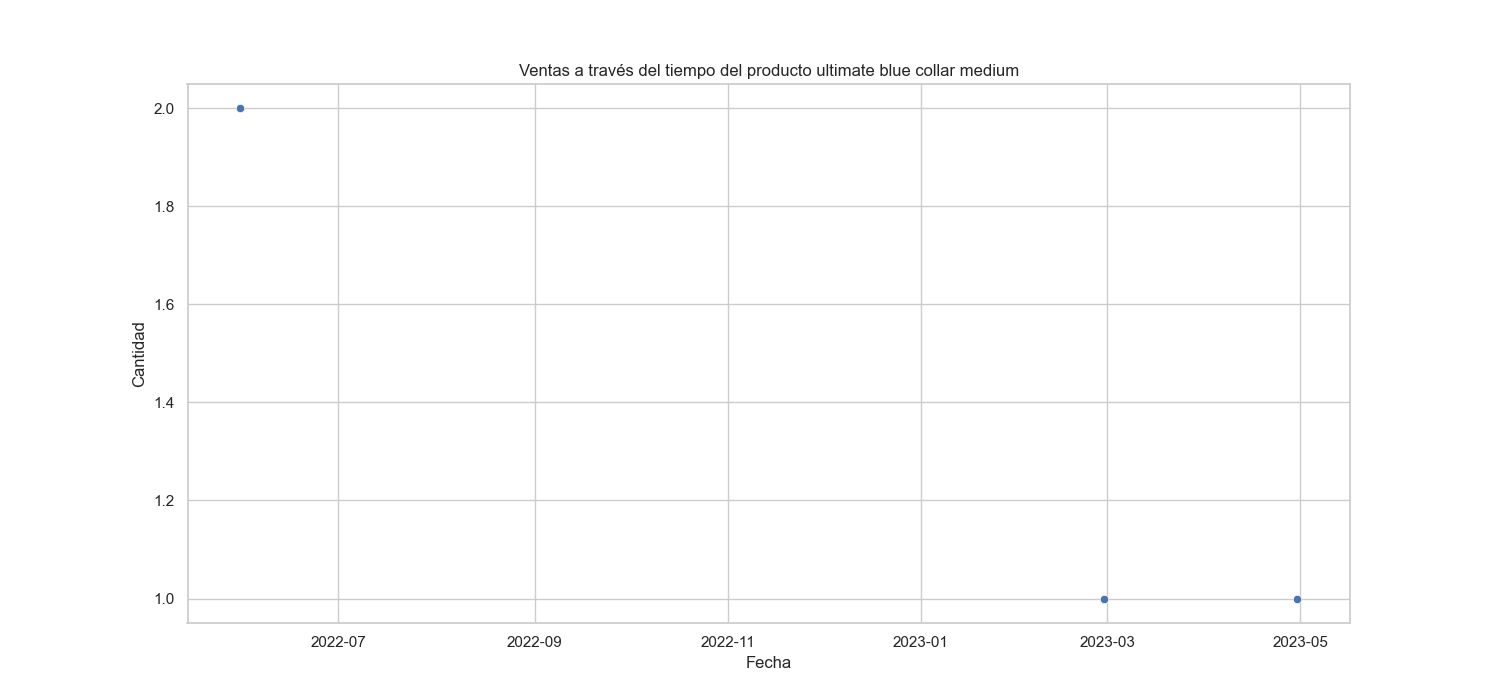 Ventas a través del tiempo del producto ultimate blue collar medium
2.0
1.8
1.6
1.4
1.2
1.0
Cantidad
2022-07 2022-09 2022-11 2023-01 2023-03 2023-05
Fecha